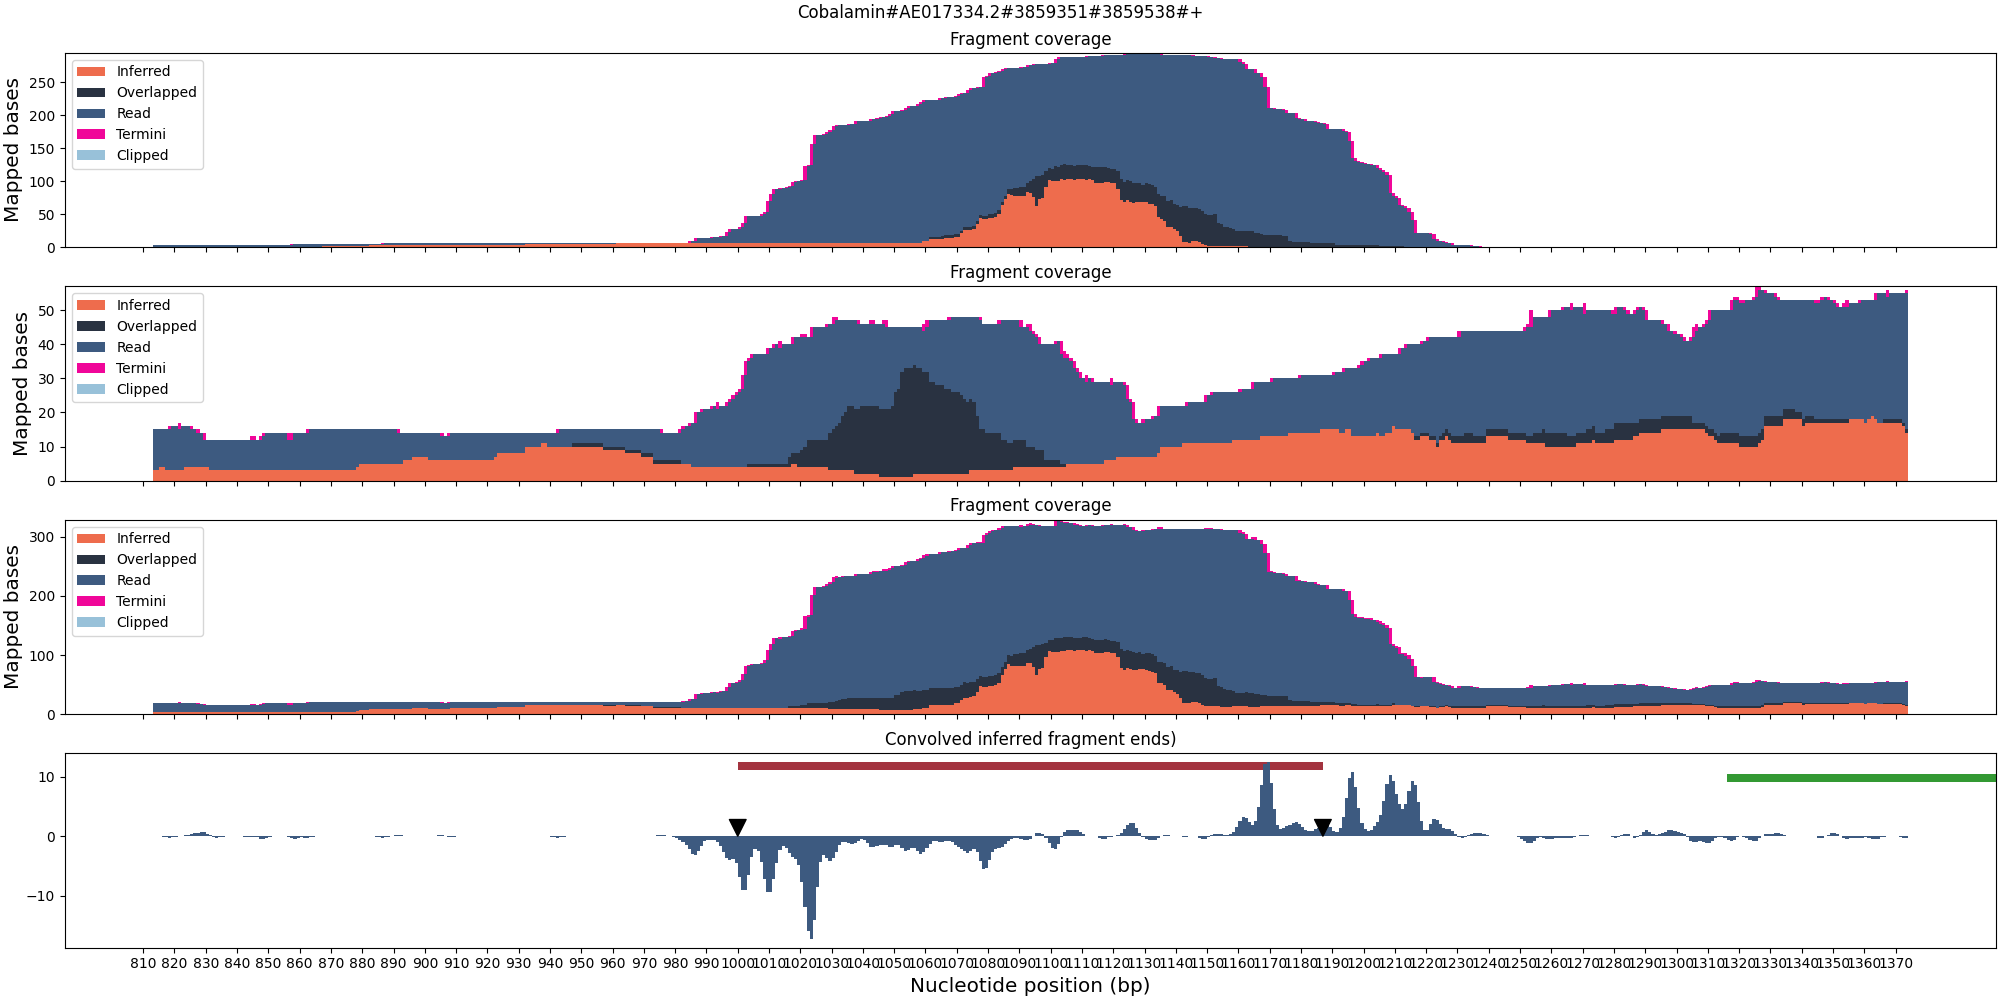 Cobalamin#AE017334.2#3859351#3859538#+
Fragment coverage
Mapped bases
250
200
150
100
50
0
Inferred
Overlapped
Read
Termini
Clipped
Fragment coverage
Mapped bases
50
40
30
20
10
0
Inferred
Overlapped
Read
Termini
Clipped
Fragment coverage
Mapped bases
300
200
100
0
Inferred
Overlapped
Read
Termini
Clipped
Convolved inferred fragment ends)
10
0
−10
810 820 830 840 850 860 870 880 890 900 910 920 930 940 950 960 970 980 990 1000 1010 1020 1030 1040 1050 1060 1070 1080 1090 1100 1110 1120 1130 1140 1150 1160 1170 1180 1190 1200 1210 1220 1230 1240 1250 1260 1270 1280 1290 1300 1310 1320 1330 1340 1350 1360 1370
Nucleotide position (bp)